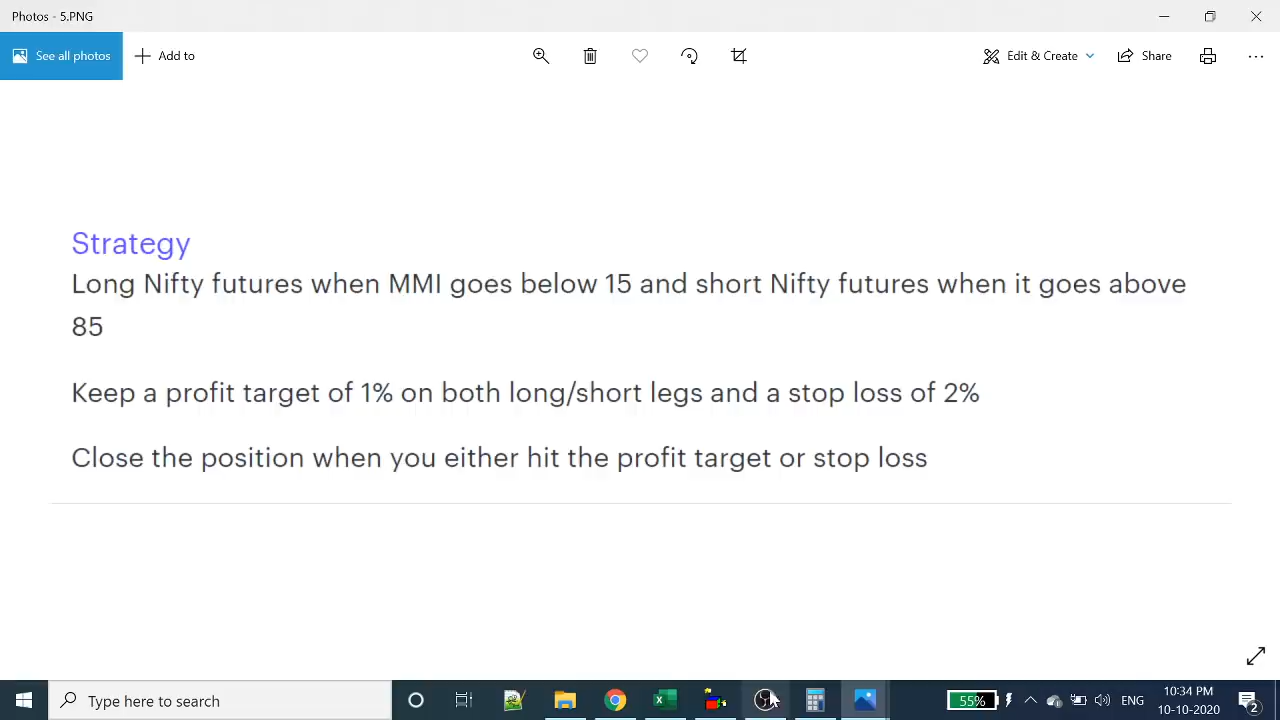 Photos - 5.PNG
See all photos
Add to
Edit & Create
Share
Strategy
Long Nifty futures when MMI goes below 15 and short Nifty futures when it goes above
85
Keep a profit target of 1% on both long/short legs and a stop loss of 2%
Close the position when you either hit the profit target or stop loss
Type here to search
55%
ENG
10:34 PM
10-10-2020
2